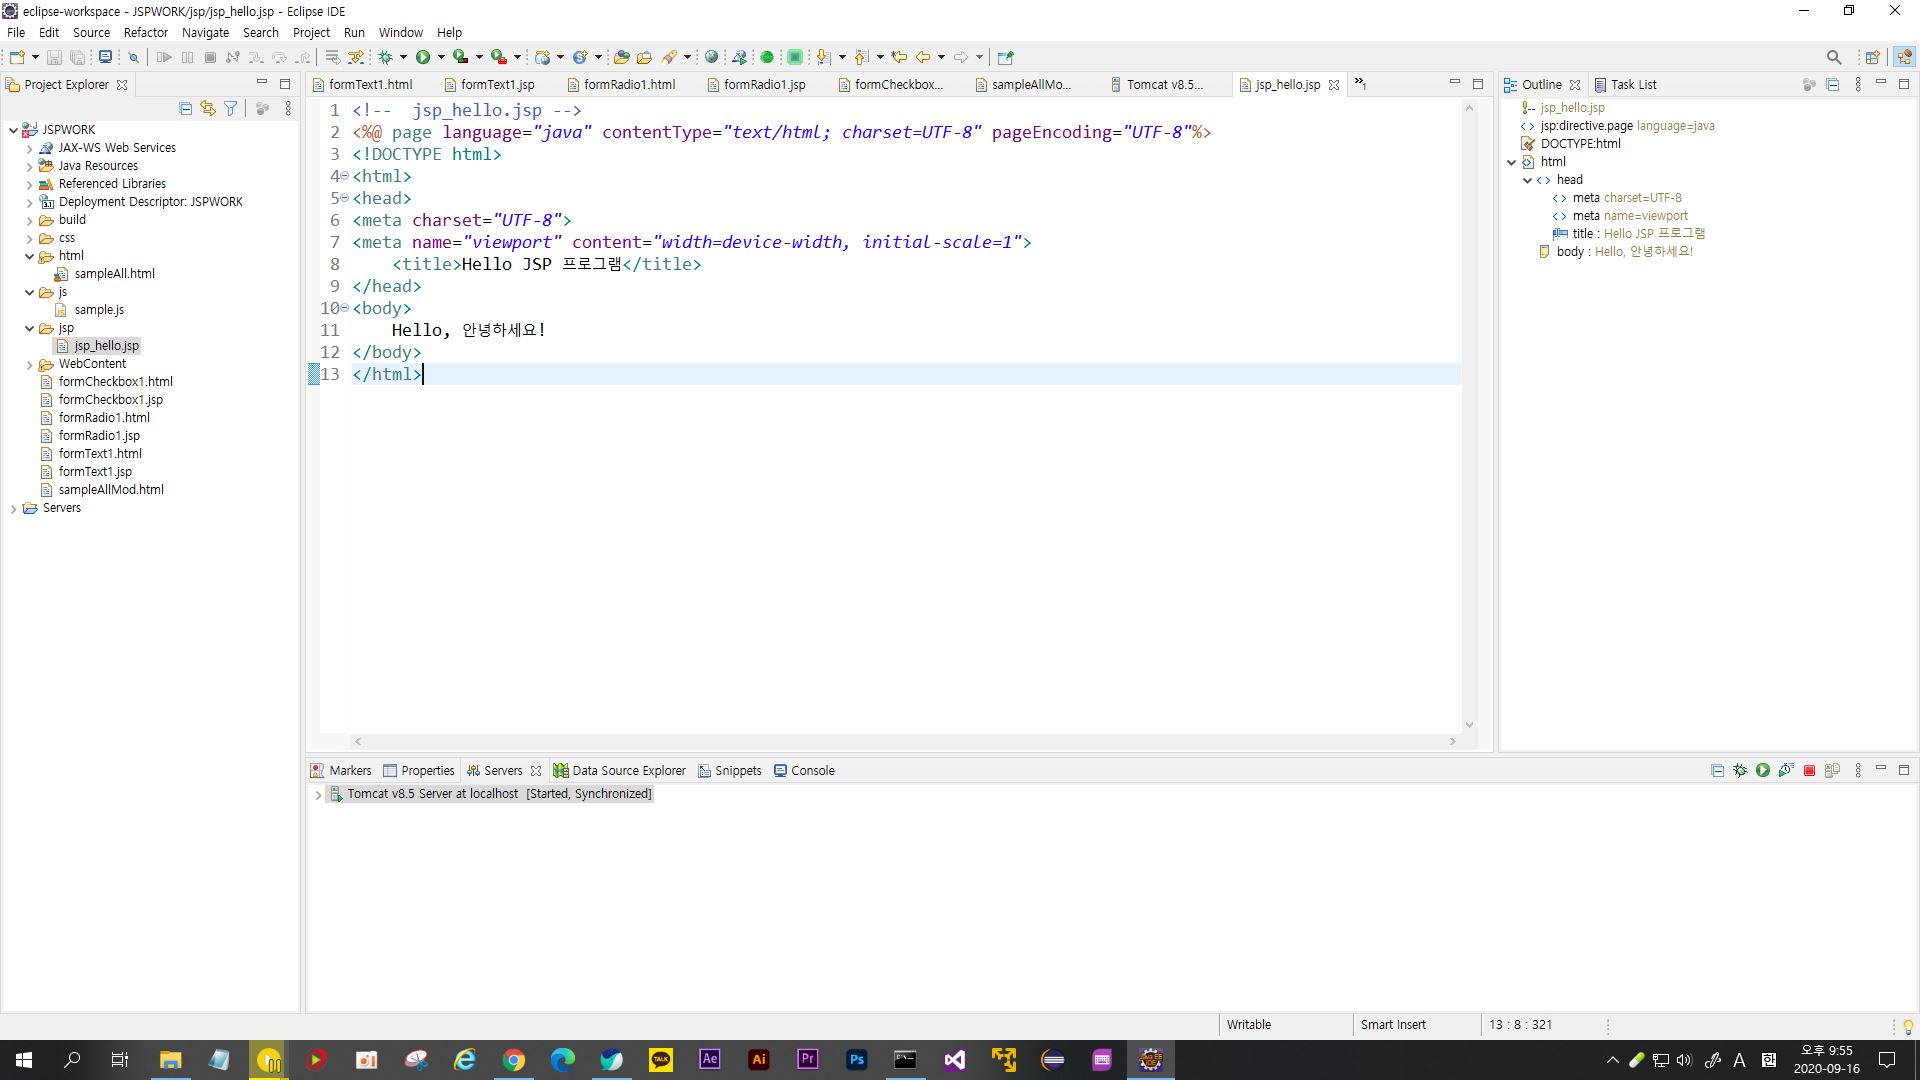 eclipse-workspace - JSPWORK/jsp/jsp_hello.jsp - Eclipse IDE
File Edit Source Refactor Navigate Search Project Run Window Help
Project Explorer
JSPWORK
JAX-WS Web Services
Java Resources
Referenced Libraries
Deployment Descriptor: JSPWORK
build
css
html
sampleAll.html
js
sample.js
jsp
jsp_hello.jsp
WebContent
formCheckbox1.html
formCheckbox1.jsp
formRadio1.html
formRadio1.jsp
formText1.html
formText1.jsp
sampleAllMod.html
Servers
formText1.html formText1.jsp formRadio1.html formRadio1.jsp formCheckbox... sampleAllMo... Tomcat v8.5... jsp_hello.jsp »1
1 <!-- jsp_hello.jsp -->
2 <%@ page language="java" contentType="text/html; charset=UTF-8" pageEncoding="UTF-8"%>
3 <!DOCTYPE html>
4 <html>
5 <head>
6 <meta charset="UTF-8">
7 <meta name="viewport" content="width=device-width, initial-scale=1">
8 <title>Hello JSP 프로그램</title>
9 </head>
10 <body>
11 Hello, 안녕하세요!
12 </body>
13 </html>
Outline Task List
jsp_hello.jsp
jsp:directive.page language=java
DOCTYPE:html
html
head
meta charset=UTF-8
meta name=viewport
title : Hello JSP 프로그램
body : Hello, 안녕하세요!
Markers Properties Servers Data Source Explorer Snippets Console
Tomcat v8.5 Server at localhost [Started, Synchronized]
Writable Smart Insert 13 : 8 : 321
TALK Ae Ai Pr Ps A 오후 9:55
2020-09-16